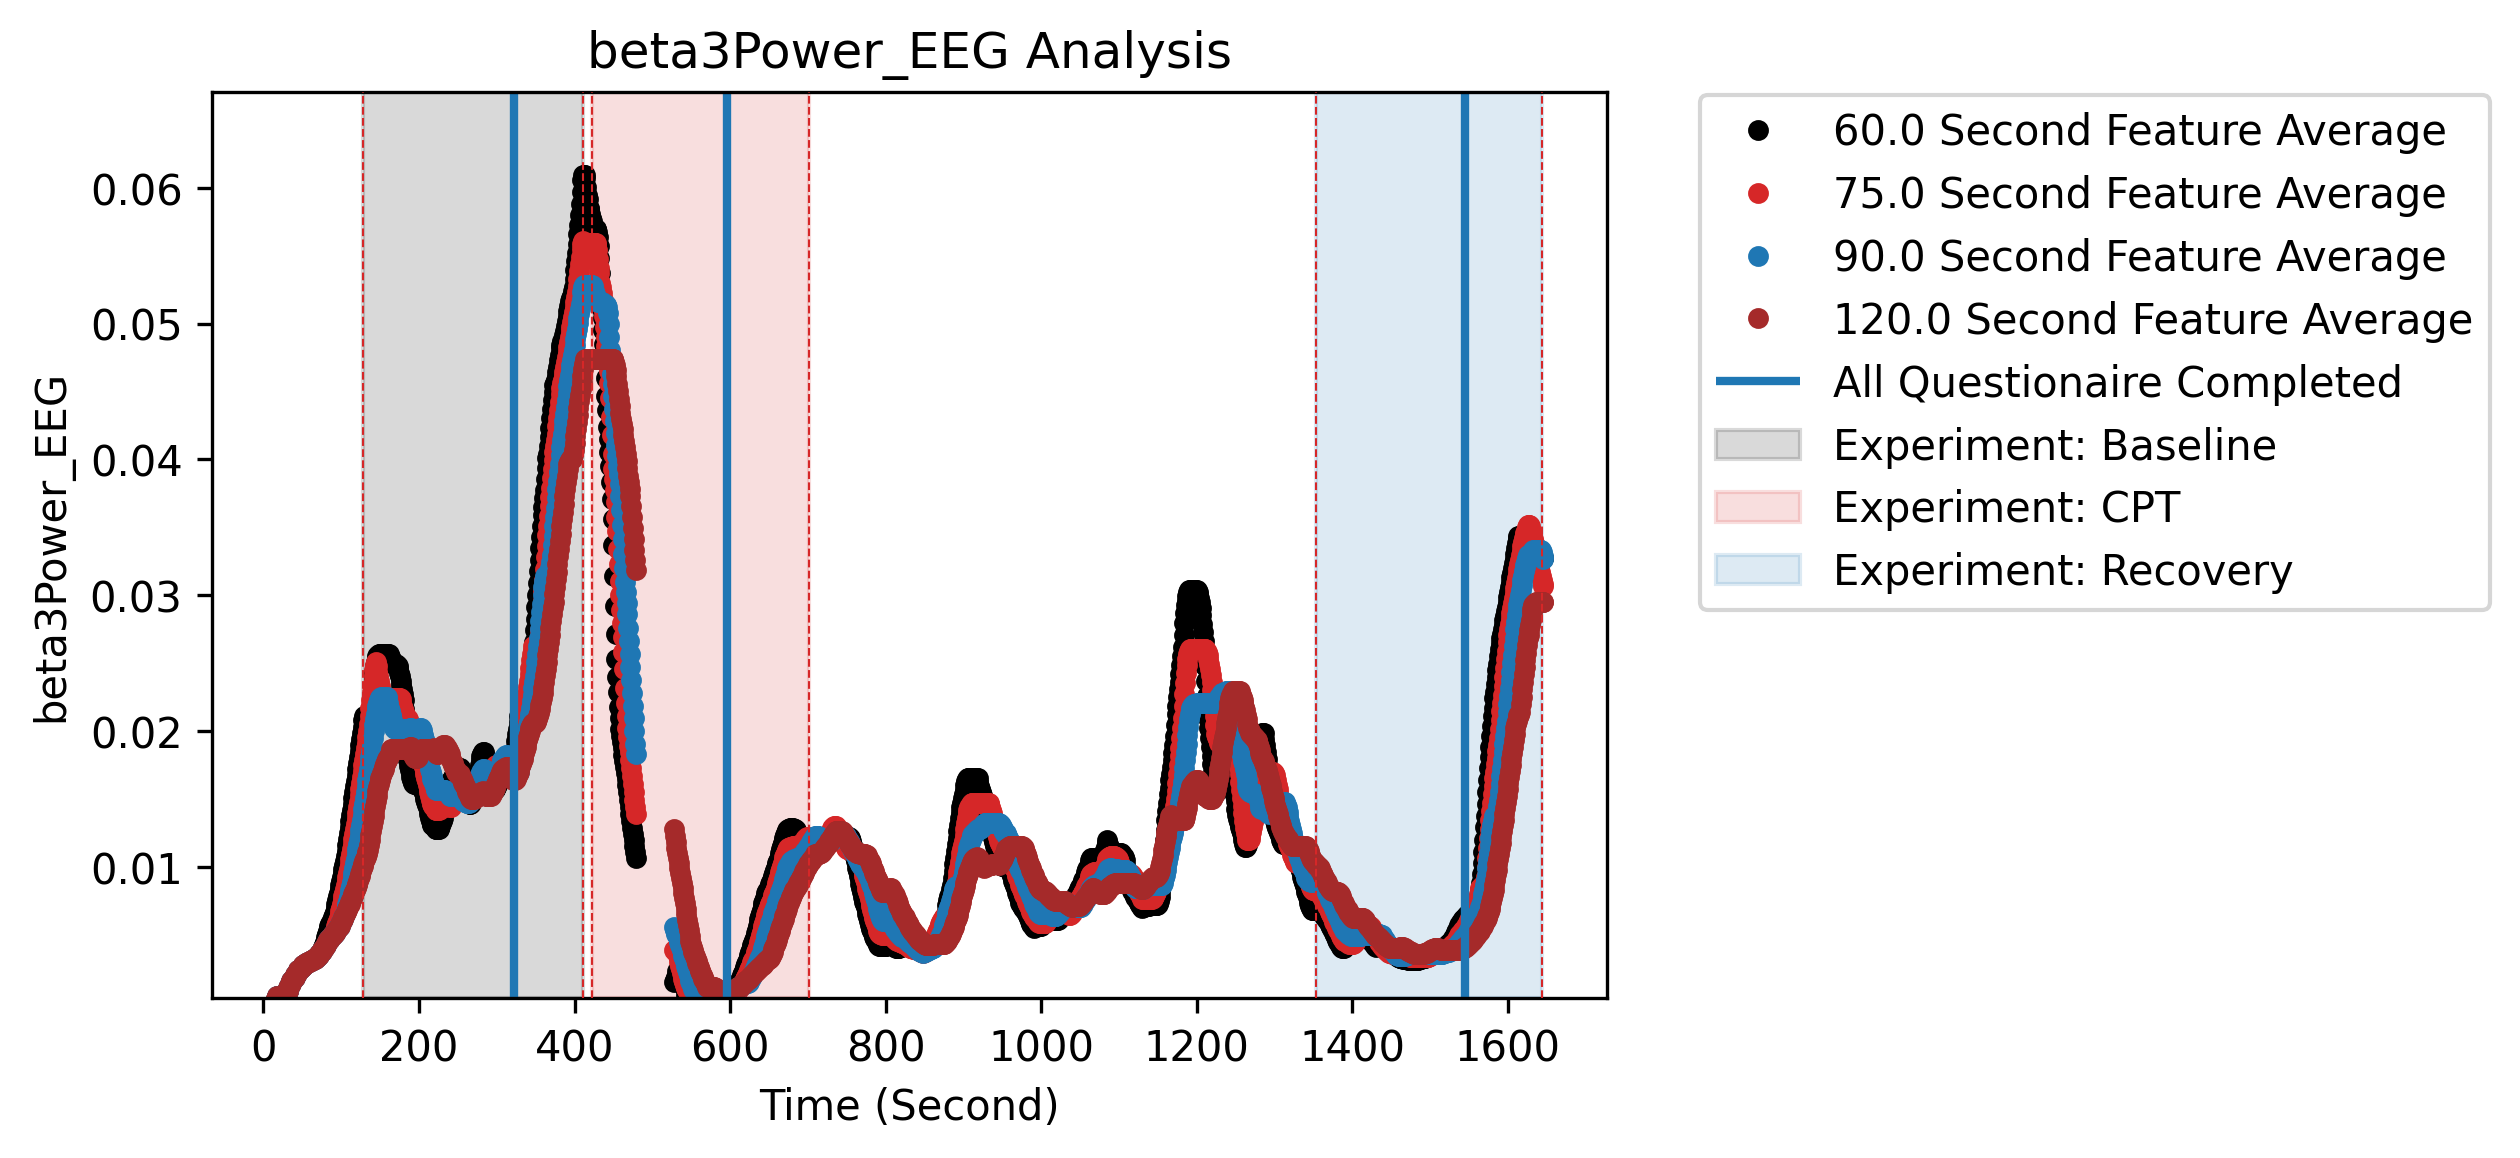 beta3Power_EEG Analysis
beta3Power_EEG
0.06
0.05
0.04
0.03
0.02
0.01
0 200 400 600 800 1000 1200 1400 1600
Time (Second)
60.0 Second Feature Average
75.0 Second Feature Average
90.0 Second Feature Average
120.0 Second Feature Average
All Questionaire Completed
Experiment: Baseline
Experiment: CPT
Experiment: Recovery